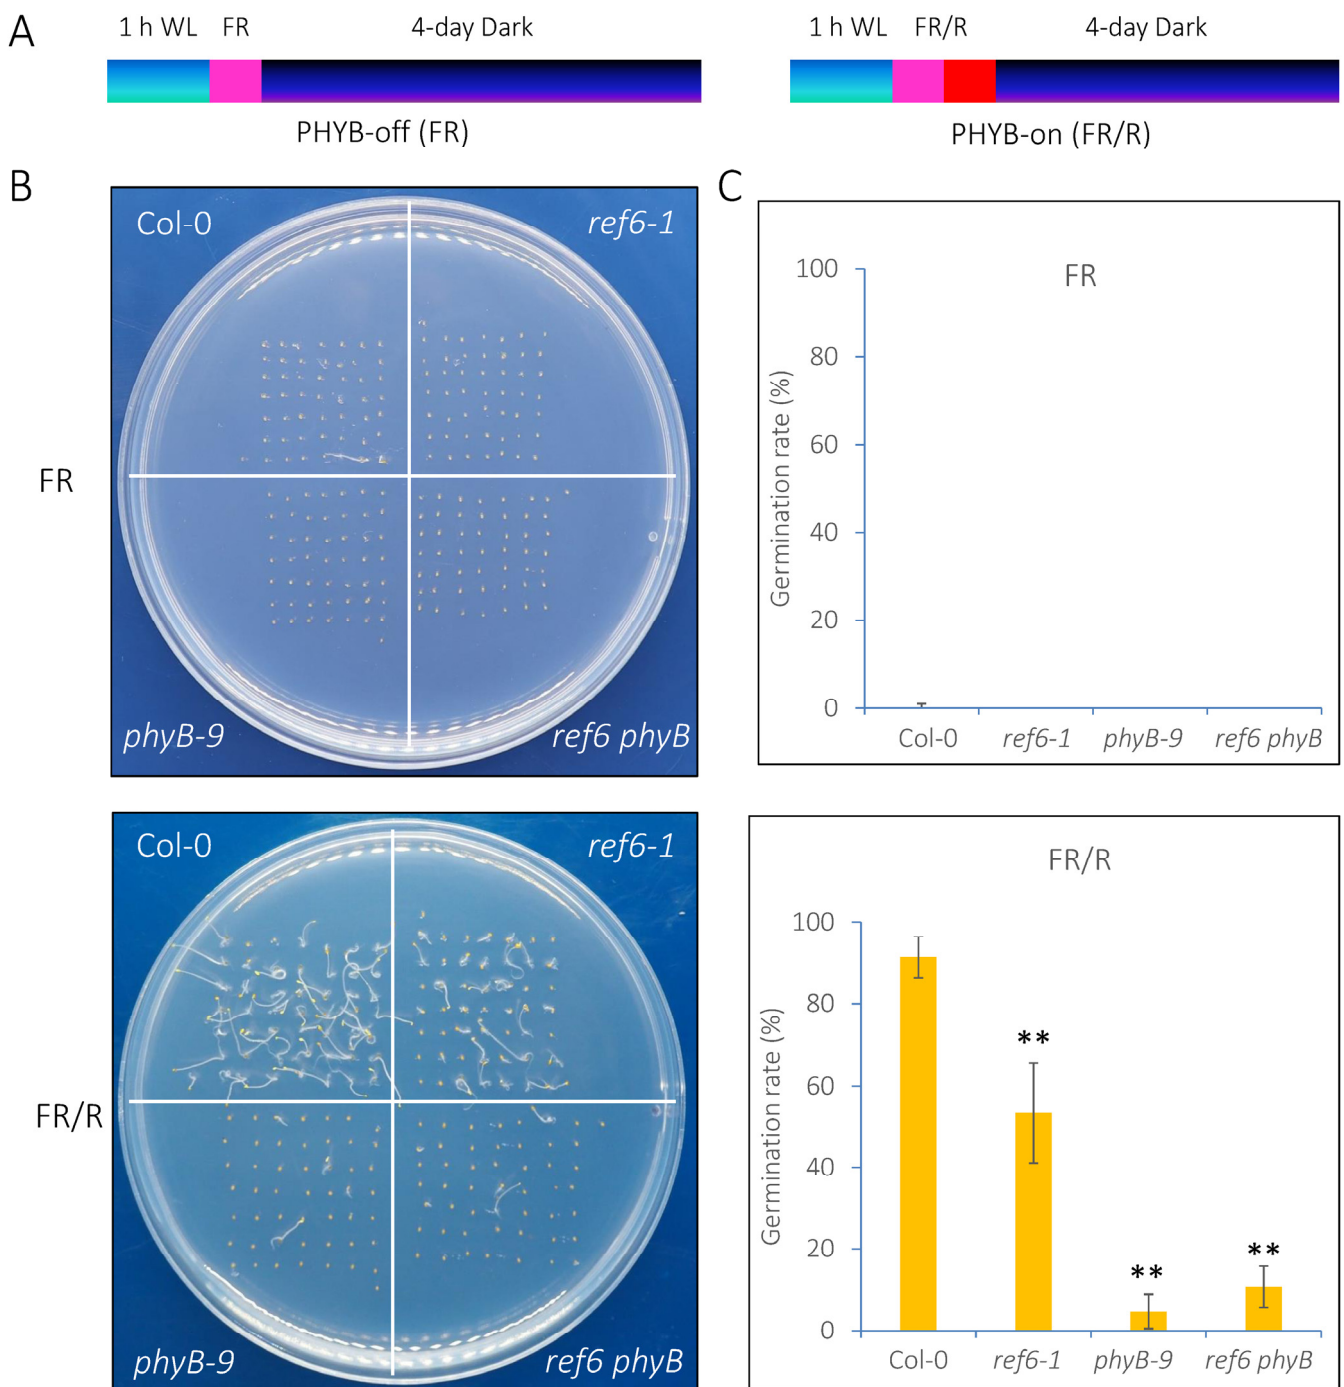 A
1 h WL FR 4-day Dark
PHYB-off (FR)
1 h WL FR/R 4-day Dark
PHYB-on (FR/R)
B
FR
Col-0 ref6-1
phyB-9 ref6 phyB
FR/R
Col-0 ref6-1
phyB-9 ref6 phyB
C
FR
Germination rate (%)
100
80
60
40
20
0
Col-0 ref6-1 phyB-9 ref6 phyB
FR/R
Germination rate (%)
100
80
60
40
20
0
**
**
**
Col-0 ref6-1 phyB-9 ref6 phyB